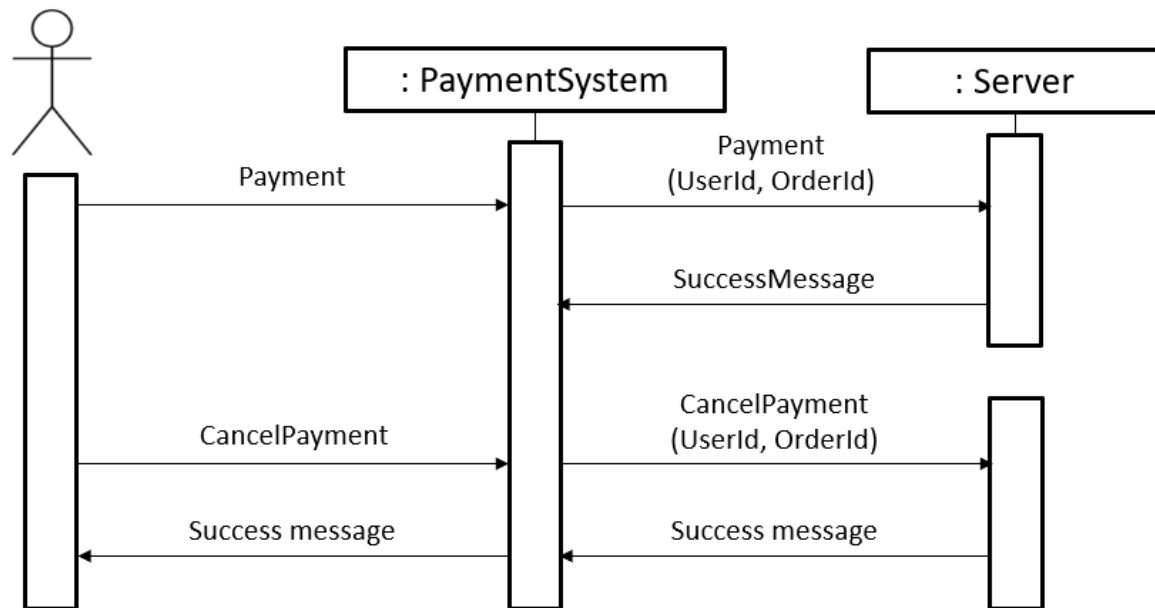 : PaymentSystem
: Server
Payment
Payment
(UserId, OrderId)
SuccessMessage
CancelPayment
CancelPayment
(UserId, OrderId)
Success message
Success message